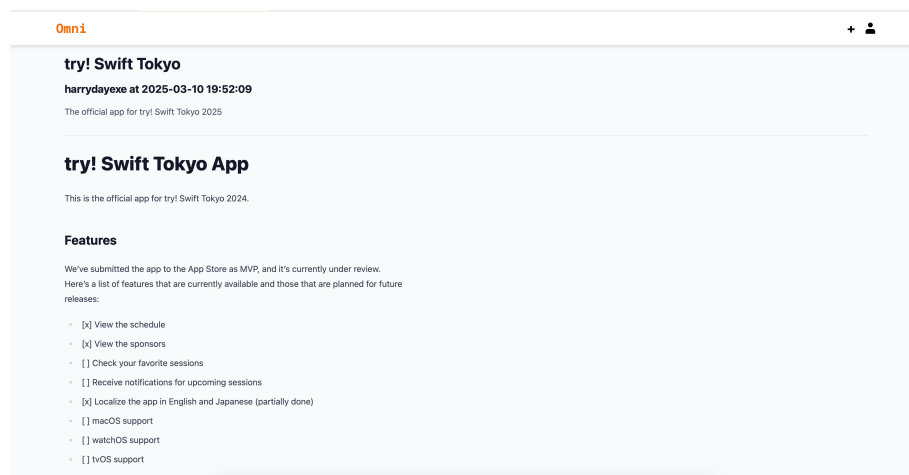 Omni
+
try! Swift Tokyo
harrydayexe at 2025-03-10 19:52:09
The official app for try! Swift Tokyo 2025
try! Swift Tokyo App
This is the official app for try! Swift Tokyo 2024.
Features
We've submitted the app to the App Store as MVP, and it's currently under review.
Here's a list of features that are currently available and those that are planned for future
releases:
[x] View the schedule
[x] View the sponsors
[ ] Check your favorite sessions
[ ] Receive notifications for upcoming sessions
[x] Localize the app in English and Japanese (partially done)
[ ] macOS support
[ ] watchOS support
[ ] tvOS support